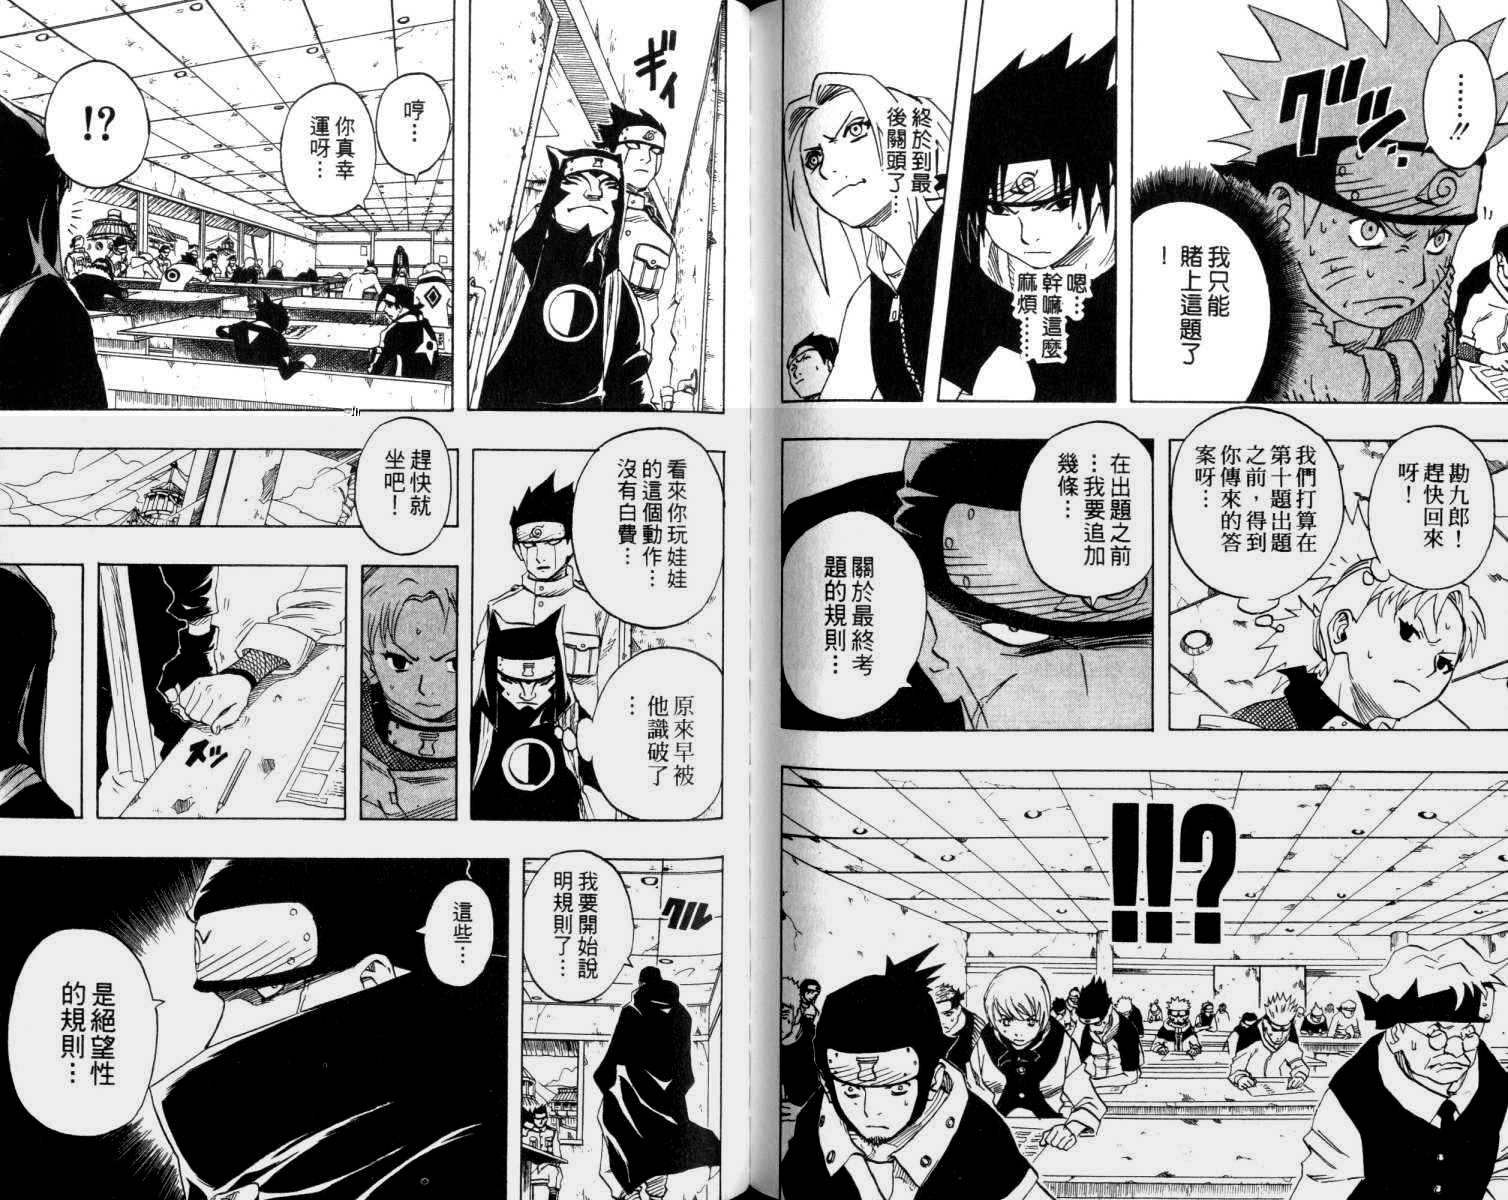 ……!!
グッ
我只能
賭上這題了
！
嗯…
幹嘛這麼
麻煩……
終於到最
後關頭了…
勘九郎！
趕快回來
呀！
我們打算在
第十題出題
之前，得到
你傳來的答
案呀…
在出題之前
…我要追加
幾條…
關於最終考
題的規則…
!!?
ギイ
哼…
你真幸
運呀…
!?
看來你玩娃娃
的這個動作…
沒有白費…
原來早被
他識破了
…
趕快就
坐吧！
スッ
クルル
我要開始說
明規則了…
這些…
是絕望性
的規則…